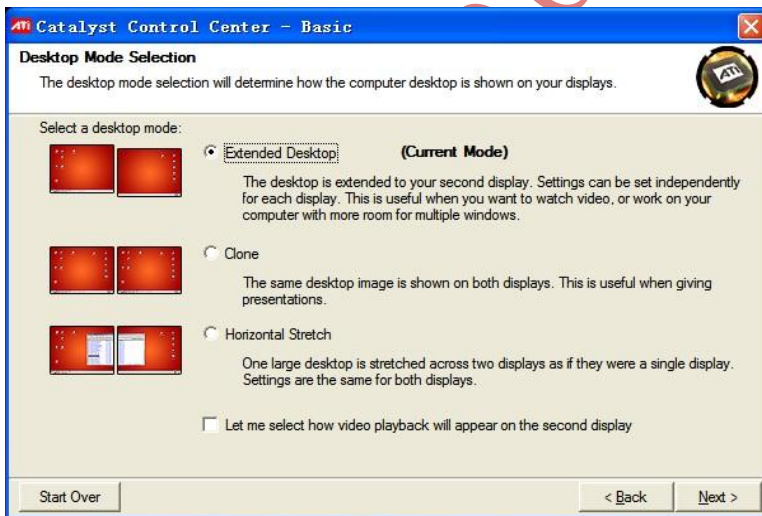 ATI Catalyst Control Center - Basic
Desktop Mode Selection
The desktop mode selection will determine how the computer desktop is shown on your displays.
ATI
Select a desktop mode:
Extended Desktop (Current Mode)
The desktop is extended to your second display. Settings can be set independently
for each display. This is useful when you want to watch video, or work on your
computer with more room for multiple windows.
Clone
The same desktop image is shown on both displays. This is useful when giving
presentations.
Horizontal Stretch
One large desktop is stretched across two displays as if they were a single display.
Settings are the same for both displays.
Let me select how video playback will appear on the second display
Start Over < Back Next >